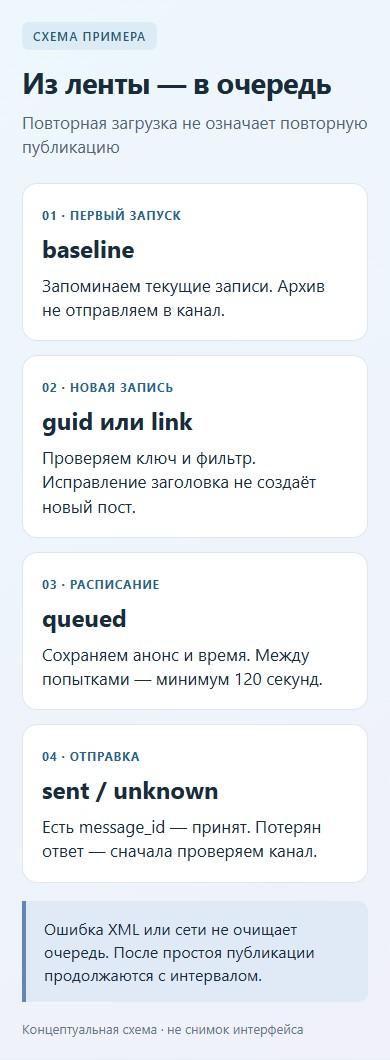 СХЕМА ПРИМЕРА
Из ленты — в очередь
Повторная загрузка не означает повторную
публикацию
01 · ПЕРВЫЙ ЗАПУСК
baseline
Запоминаем текущие записи. Архив
не отправляем в канал.
02 · НОВАЯ ЗАПИСЬ
guid или link
Проверяем ключ и фильтр.
Исправление заголовка не создаёт
новый пост.
03 · РАСПИСАНИЕ
queued
Сохраняем анонс и время. Между
попытками — минимум 120 секунд.
04 · ОТПРАВКА
sent / unknown
Есть message_id — принят. Потерян
ответ — сначала проверяем канал.
Ошибка XML или сети не очищает
очередь. После простоя публикации
продолжаются с интервалом.
Концептуальная схема · не снимок интерфейса